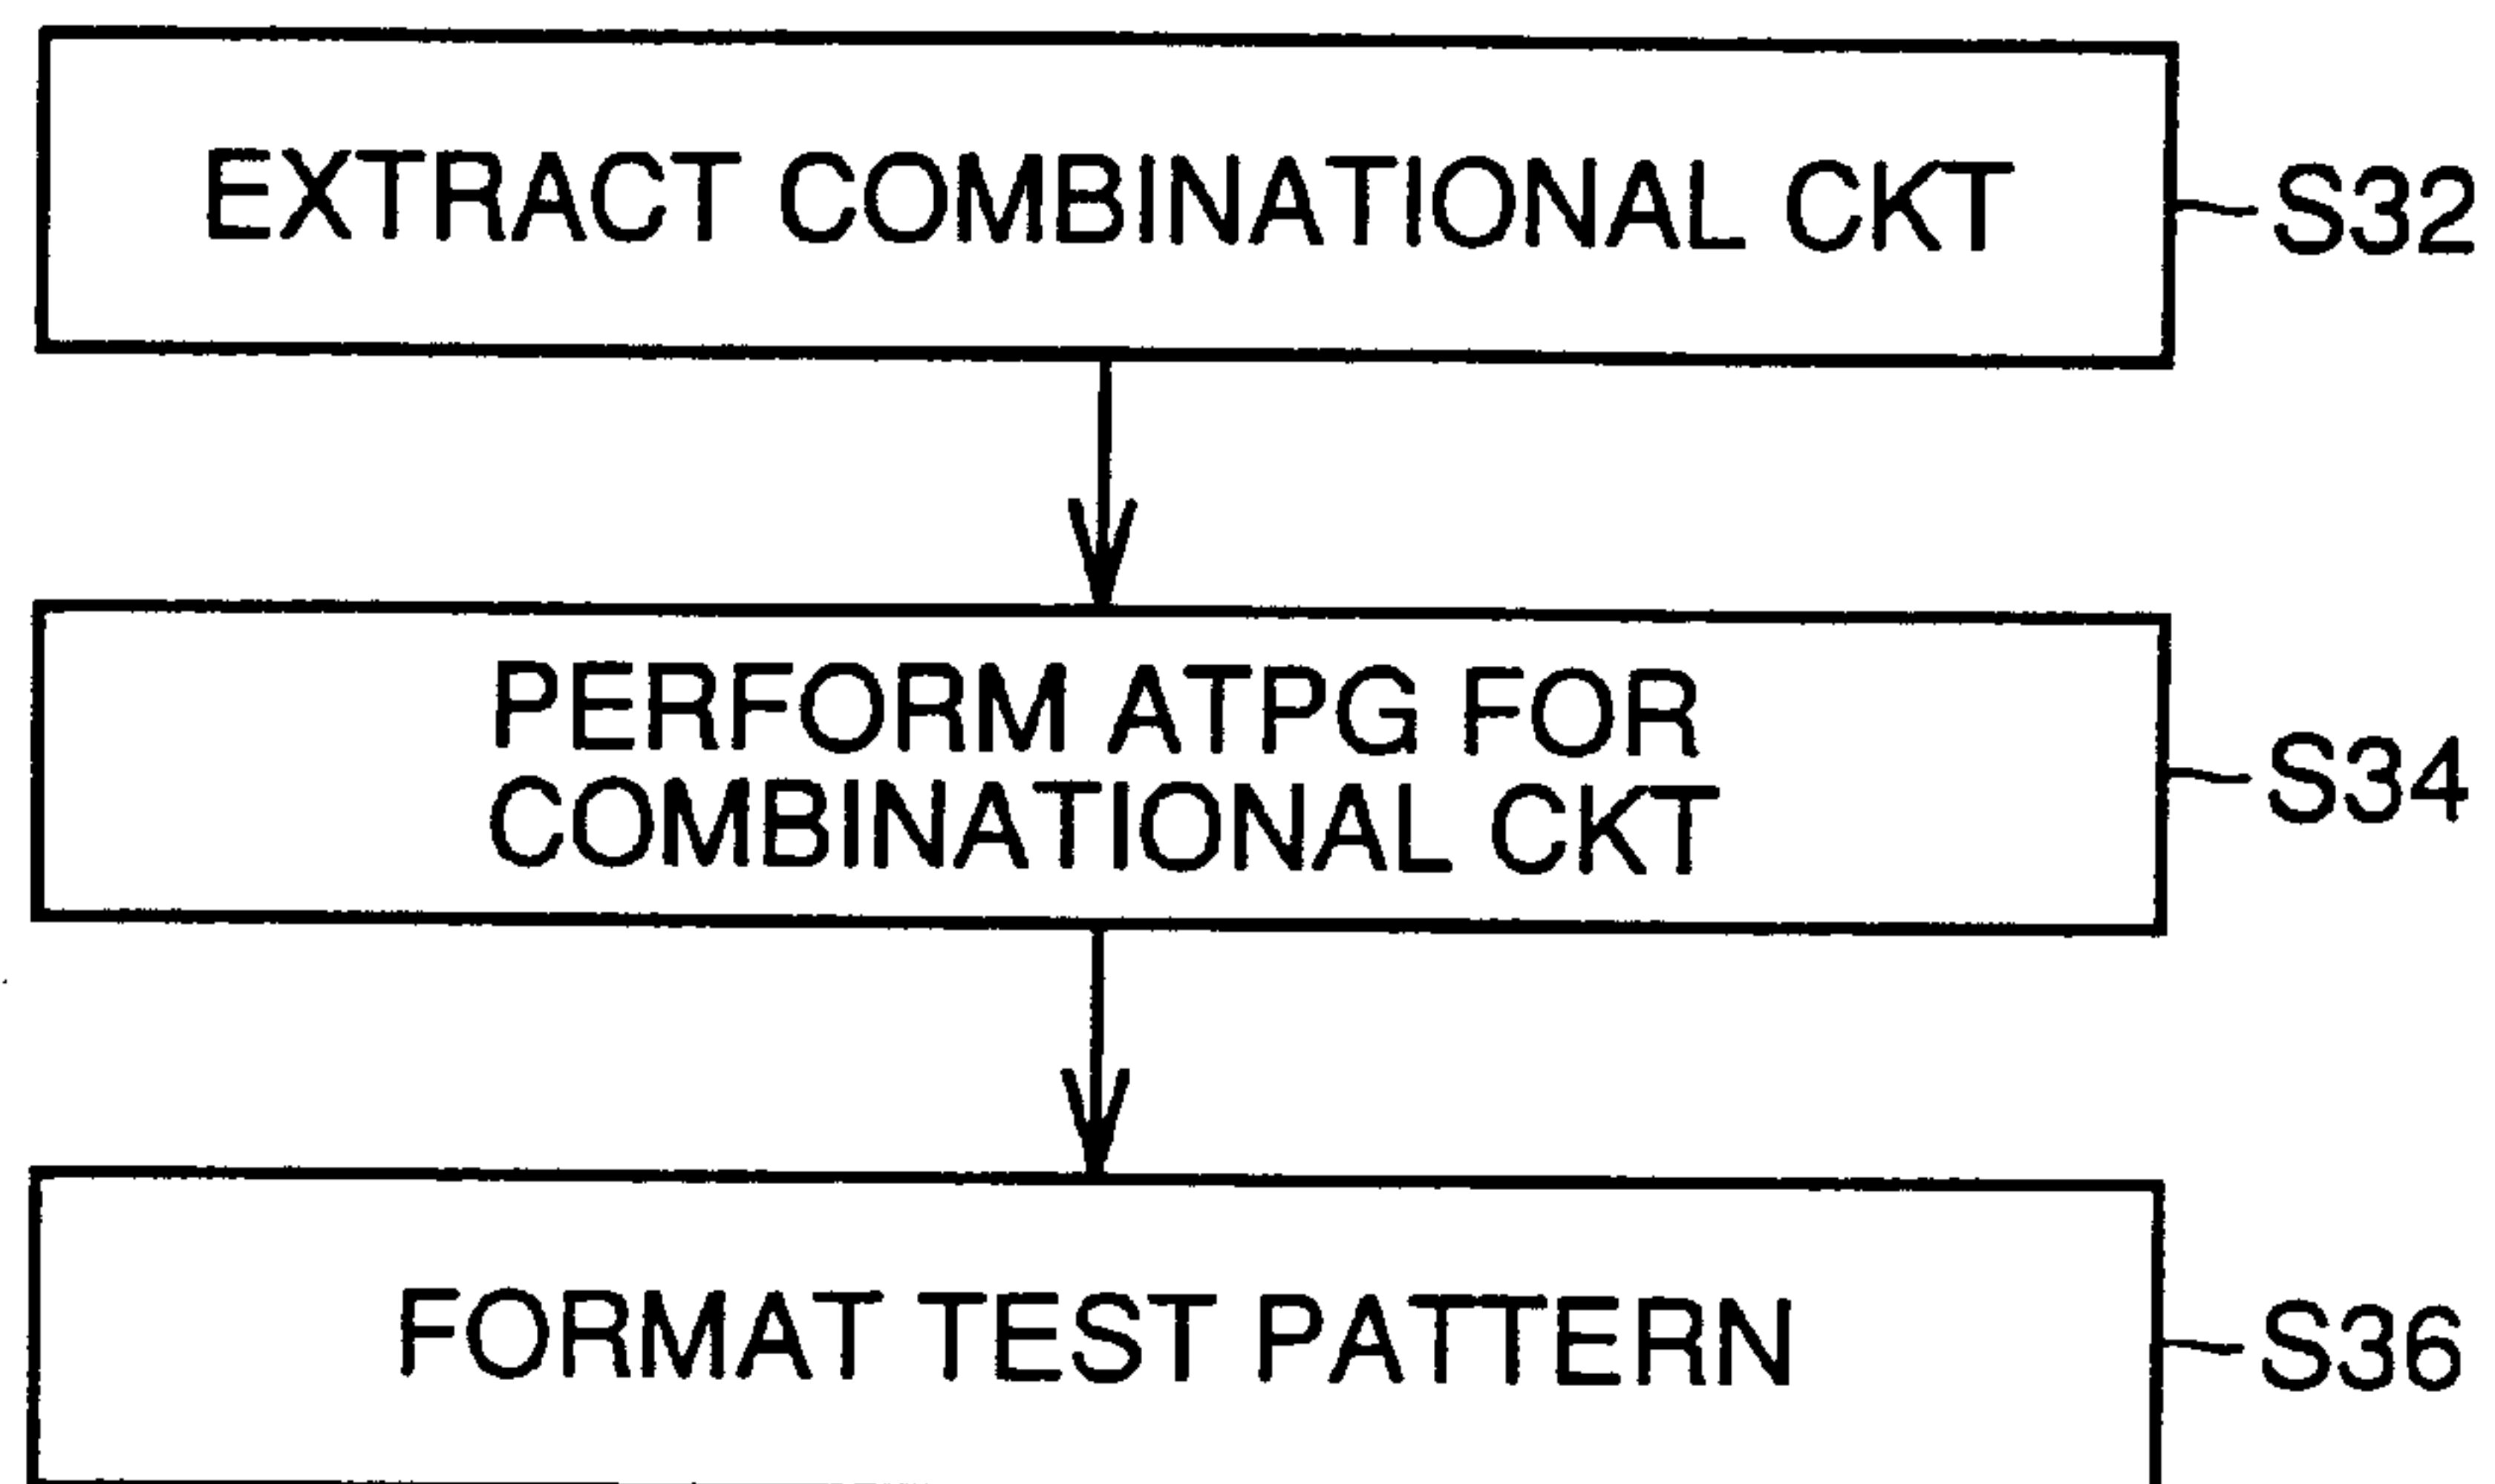 EXTRACT COMBINATIONAL CKT
S32
PERFORM ATPG FOR
COMBINATIONAL CKT
S34
FORMAT TEST PATTERN
S36